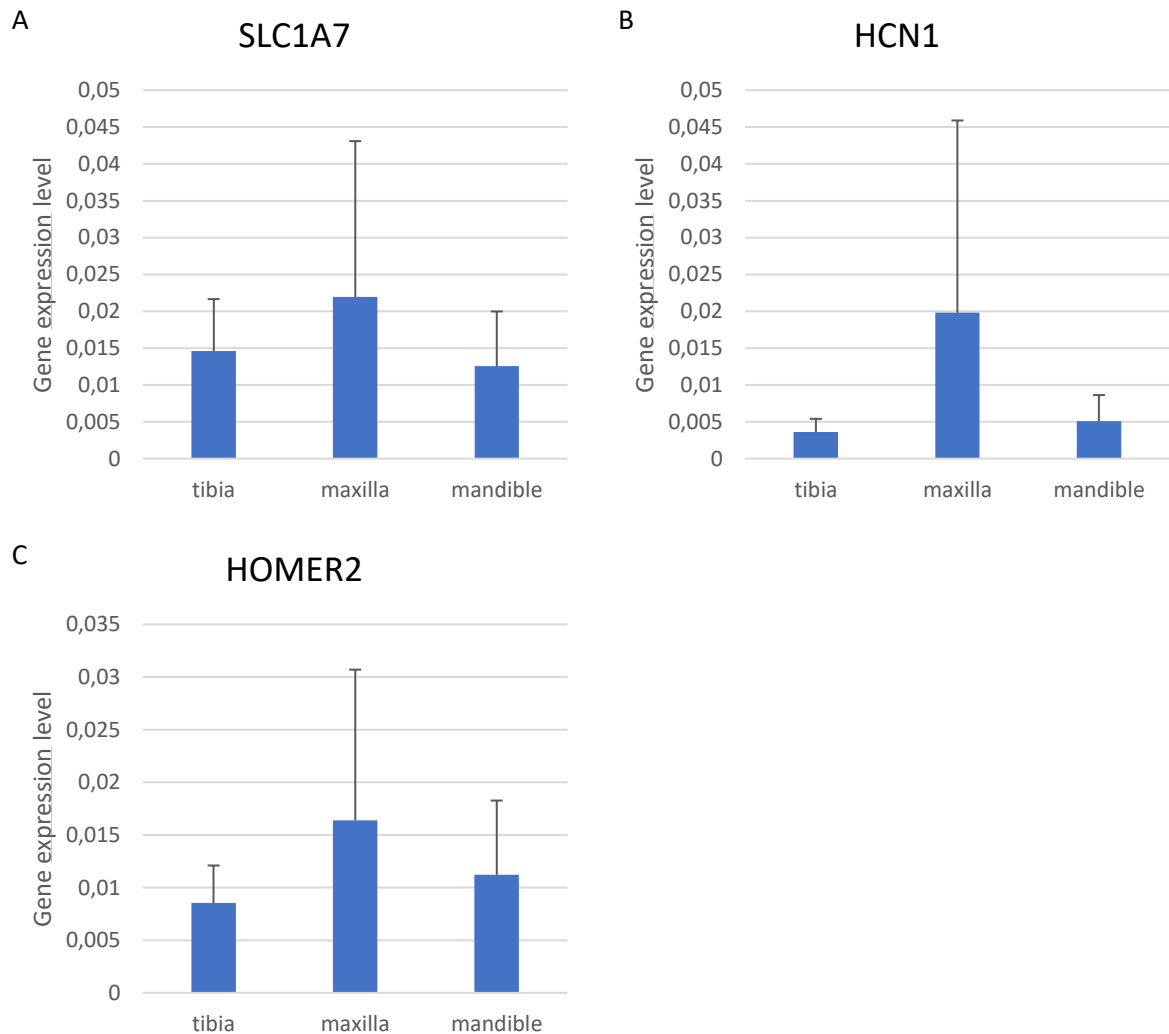 A
SLC1A7
0,05
0,045
0,04
0,035
0,03
0,025
0,02
0,015
0,01
0,005
0
Gene expression level
tibia maxilla mandible
B
HCN1
0,05
0,045
0,04
0,035
0,03
0,025
0,02
0,015
0,01
0,005
0
Gene expression level
tibia maxilla mandible
C
HOMER2
0,035
0,03
0,025
0,02
0,015
0,01
0,005
0
Gene expression level
tibia maxilla mandible